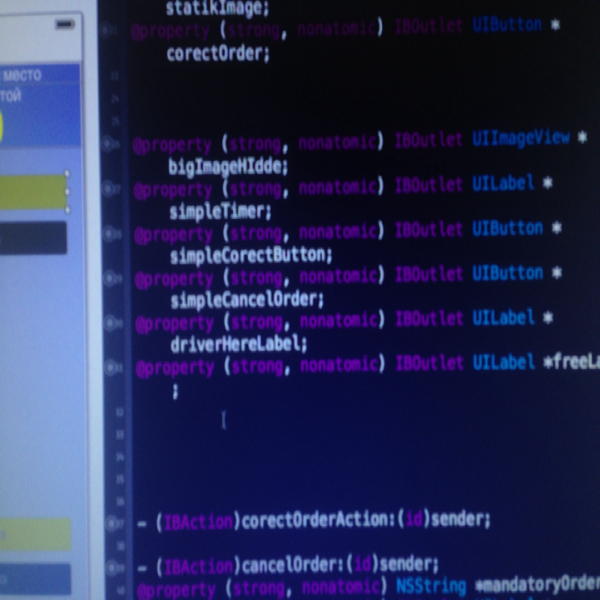 место
той
statikImage;
@property (strong, nonatomic) IBOutlet UIButton *
corectOrder;
@property (strong, nonatomic) IBOutlet UIImageView *
bigImageHIdde;
@property (strong, nonatomic) IBOutlet UILabel *
simpleTimer;
@property (strong, nonatomic) IBOutlet UIButton *
simpleCorectButton;
@property (strong, nonatomic) IBOutlet UIButton *
simpleCancelOrder;
@property (strong, nonatomic) IBOutlet UILabel *
driverHereLabel;
@property (strong, nonatomic) IBOutlet UILabel *freeLa
;
- (IBAction)corectOrderAction:(id)sender;
- (IBAction)cancelOrder:(id)sender;
@property (strong, nonatomic) NSString *mandatoryOrder